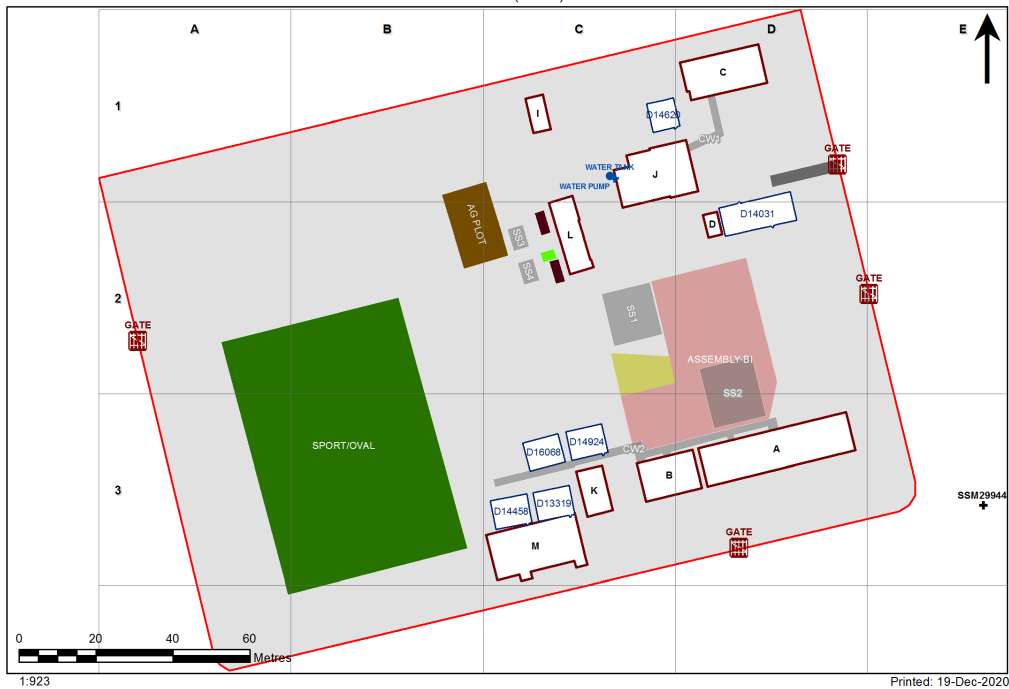 A B C D E
1
C
I
D14620
CW1
GATE
WATER TANK
J
WATER PUMP
AG PLOT
D14031
D
SS3
L
SS4
2
GATE
SS1
GATE
ASSEMBLY-BI
SS2
SPORT/OVAL
D14924
D16068
CW2
A
B
3
K
SSM29944
D13319
D14458
M
GATE
0 20 40 60
Metres
1:923
Printed: 19-Dec-2020